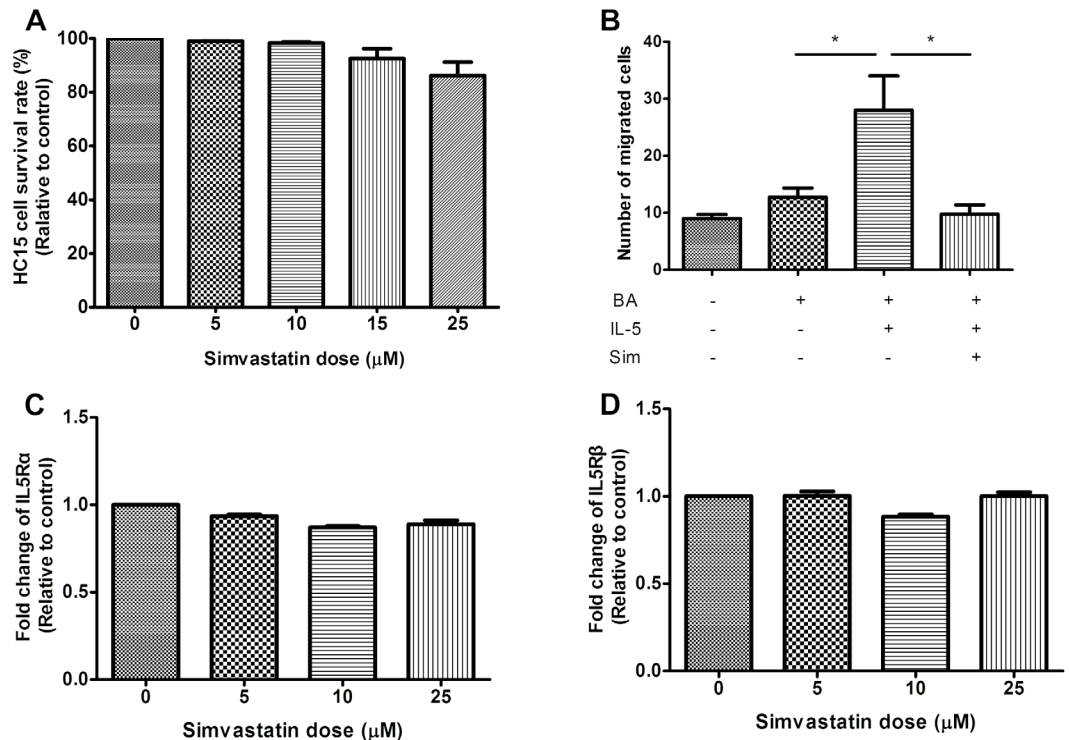 A
HC15 cell survival rate (%)
(Ralative to control)
100
80
60
40
20
0
0 5 10 15 25
Simvastatin dose (μM)
B
Number of migrated cells
40
30
20
10
0
* *
BA - + + +
IL-5 - - + +
Sim - - - +
C
Fold change of IL5Rα
(Relative to control)
1.5
1.0
0.5
0.0
0 5 10 25
Simvastatin dose (μM)
D
Fold change of IL5Rβ
(Relative to control)
1.5
1.0
0.5
0.0
0 5 10 25
Simvastatin dose (μM)